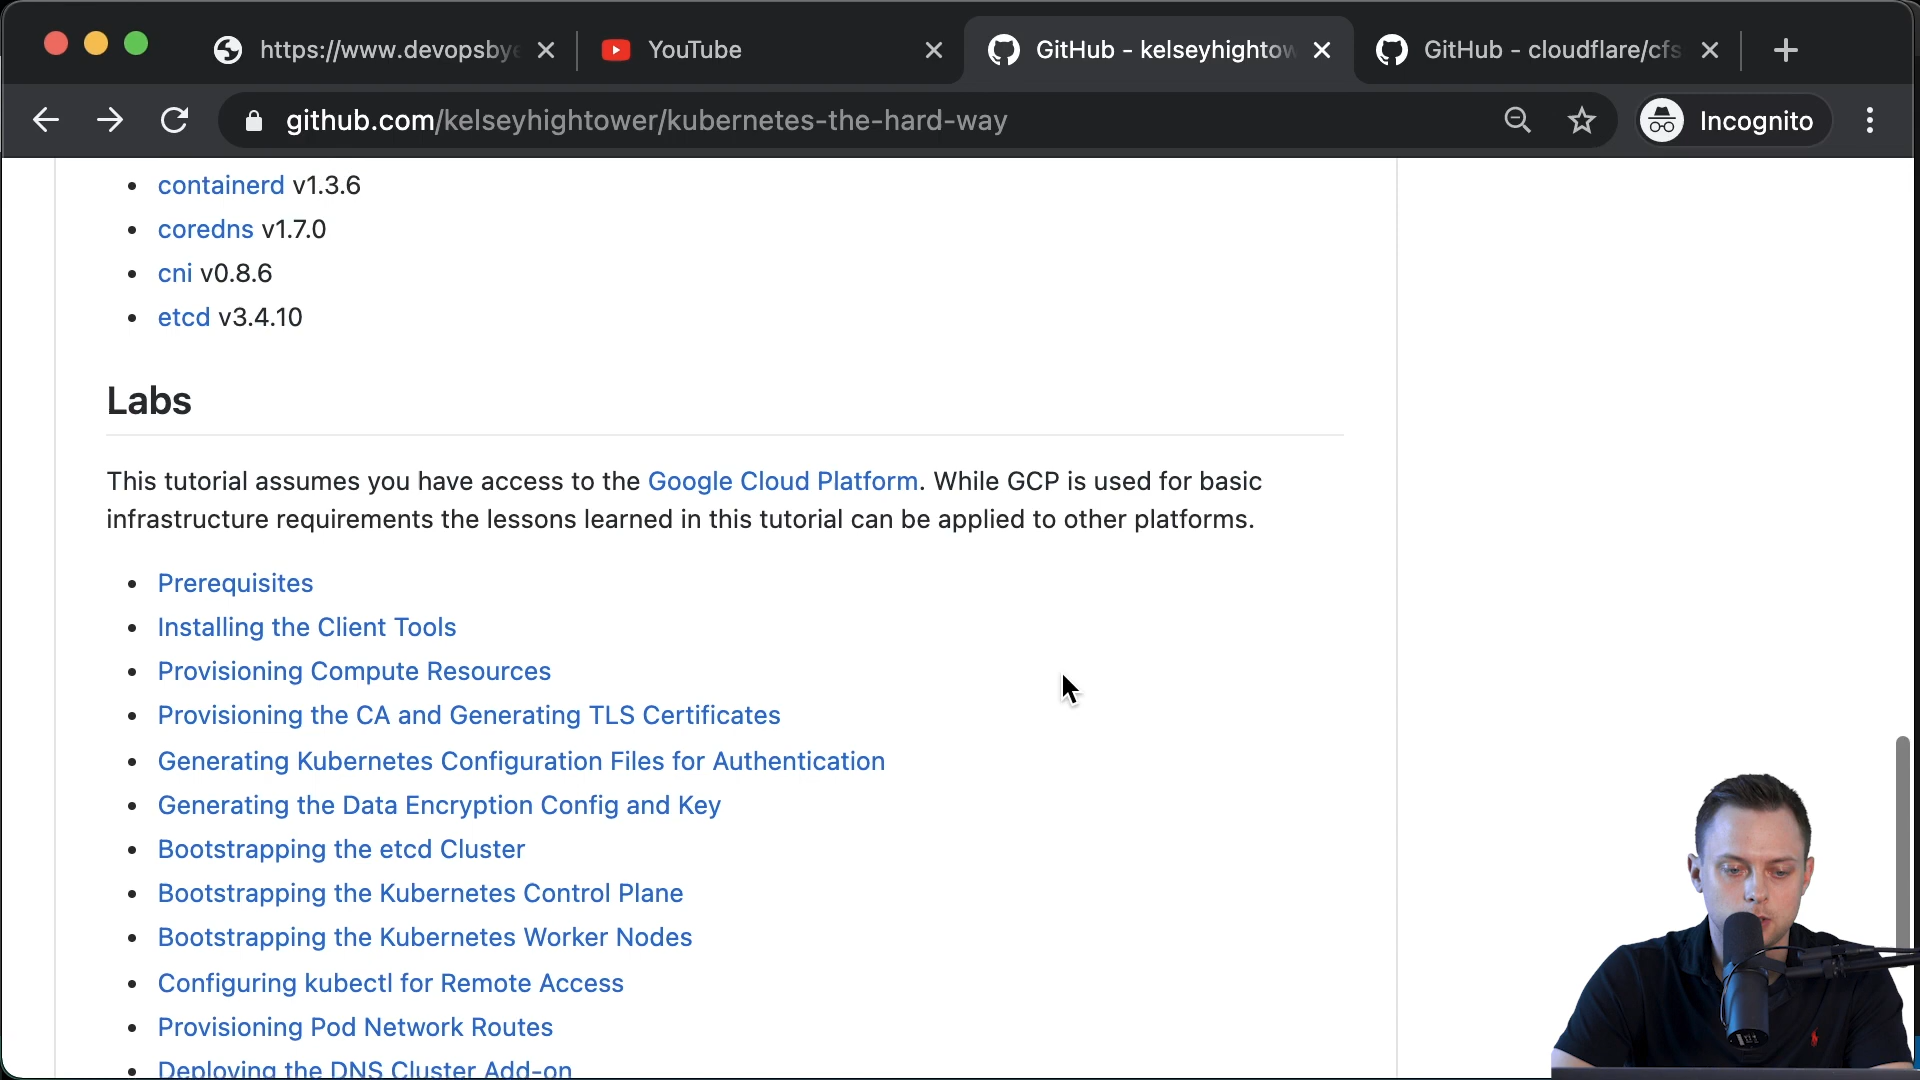 https://www.devopsbye
YouTube
GitHub - kelseyhightow
GitHub - cloudflare/cfs
github.com/kelseyhightower/kubernetes-the-hard-way
Incognito
containerd v1.3.6
coredns v1.7.0
cni v0.8.6
etcd v3.4.10
Labs
This tutorial assumes you have access to the Google Cloud Platform. While GCP is used for basic
infrastructure requirements the lessons learned in this tutorial can be applied to other platforms.
Prerequisites
Installing the Client Tools
Provisioning Compute Resources
Provisioning the CA and Generating TLS Certificates
Generating Kubernetes Configuration Files for Authentication
Generating the Data Encryption Config and Key
Bootstrapping the etcd Cluster
Bootstrapping the Kubernetes Control Plane
Bootstrapping the Kubernetes Worker Nodes
Configuring kubectl for Remote Access
Provisioning Pod Network Routes
Deploying the DNS Cluster Add-on